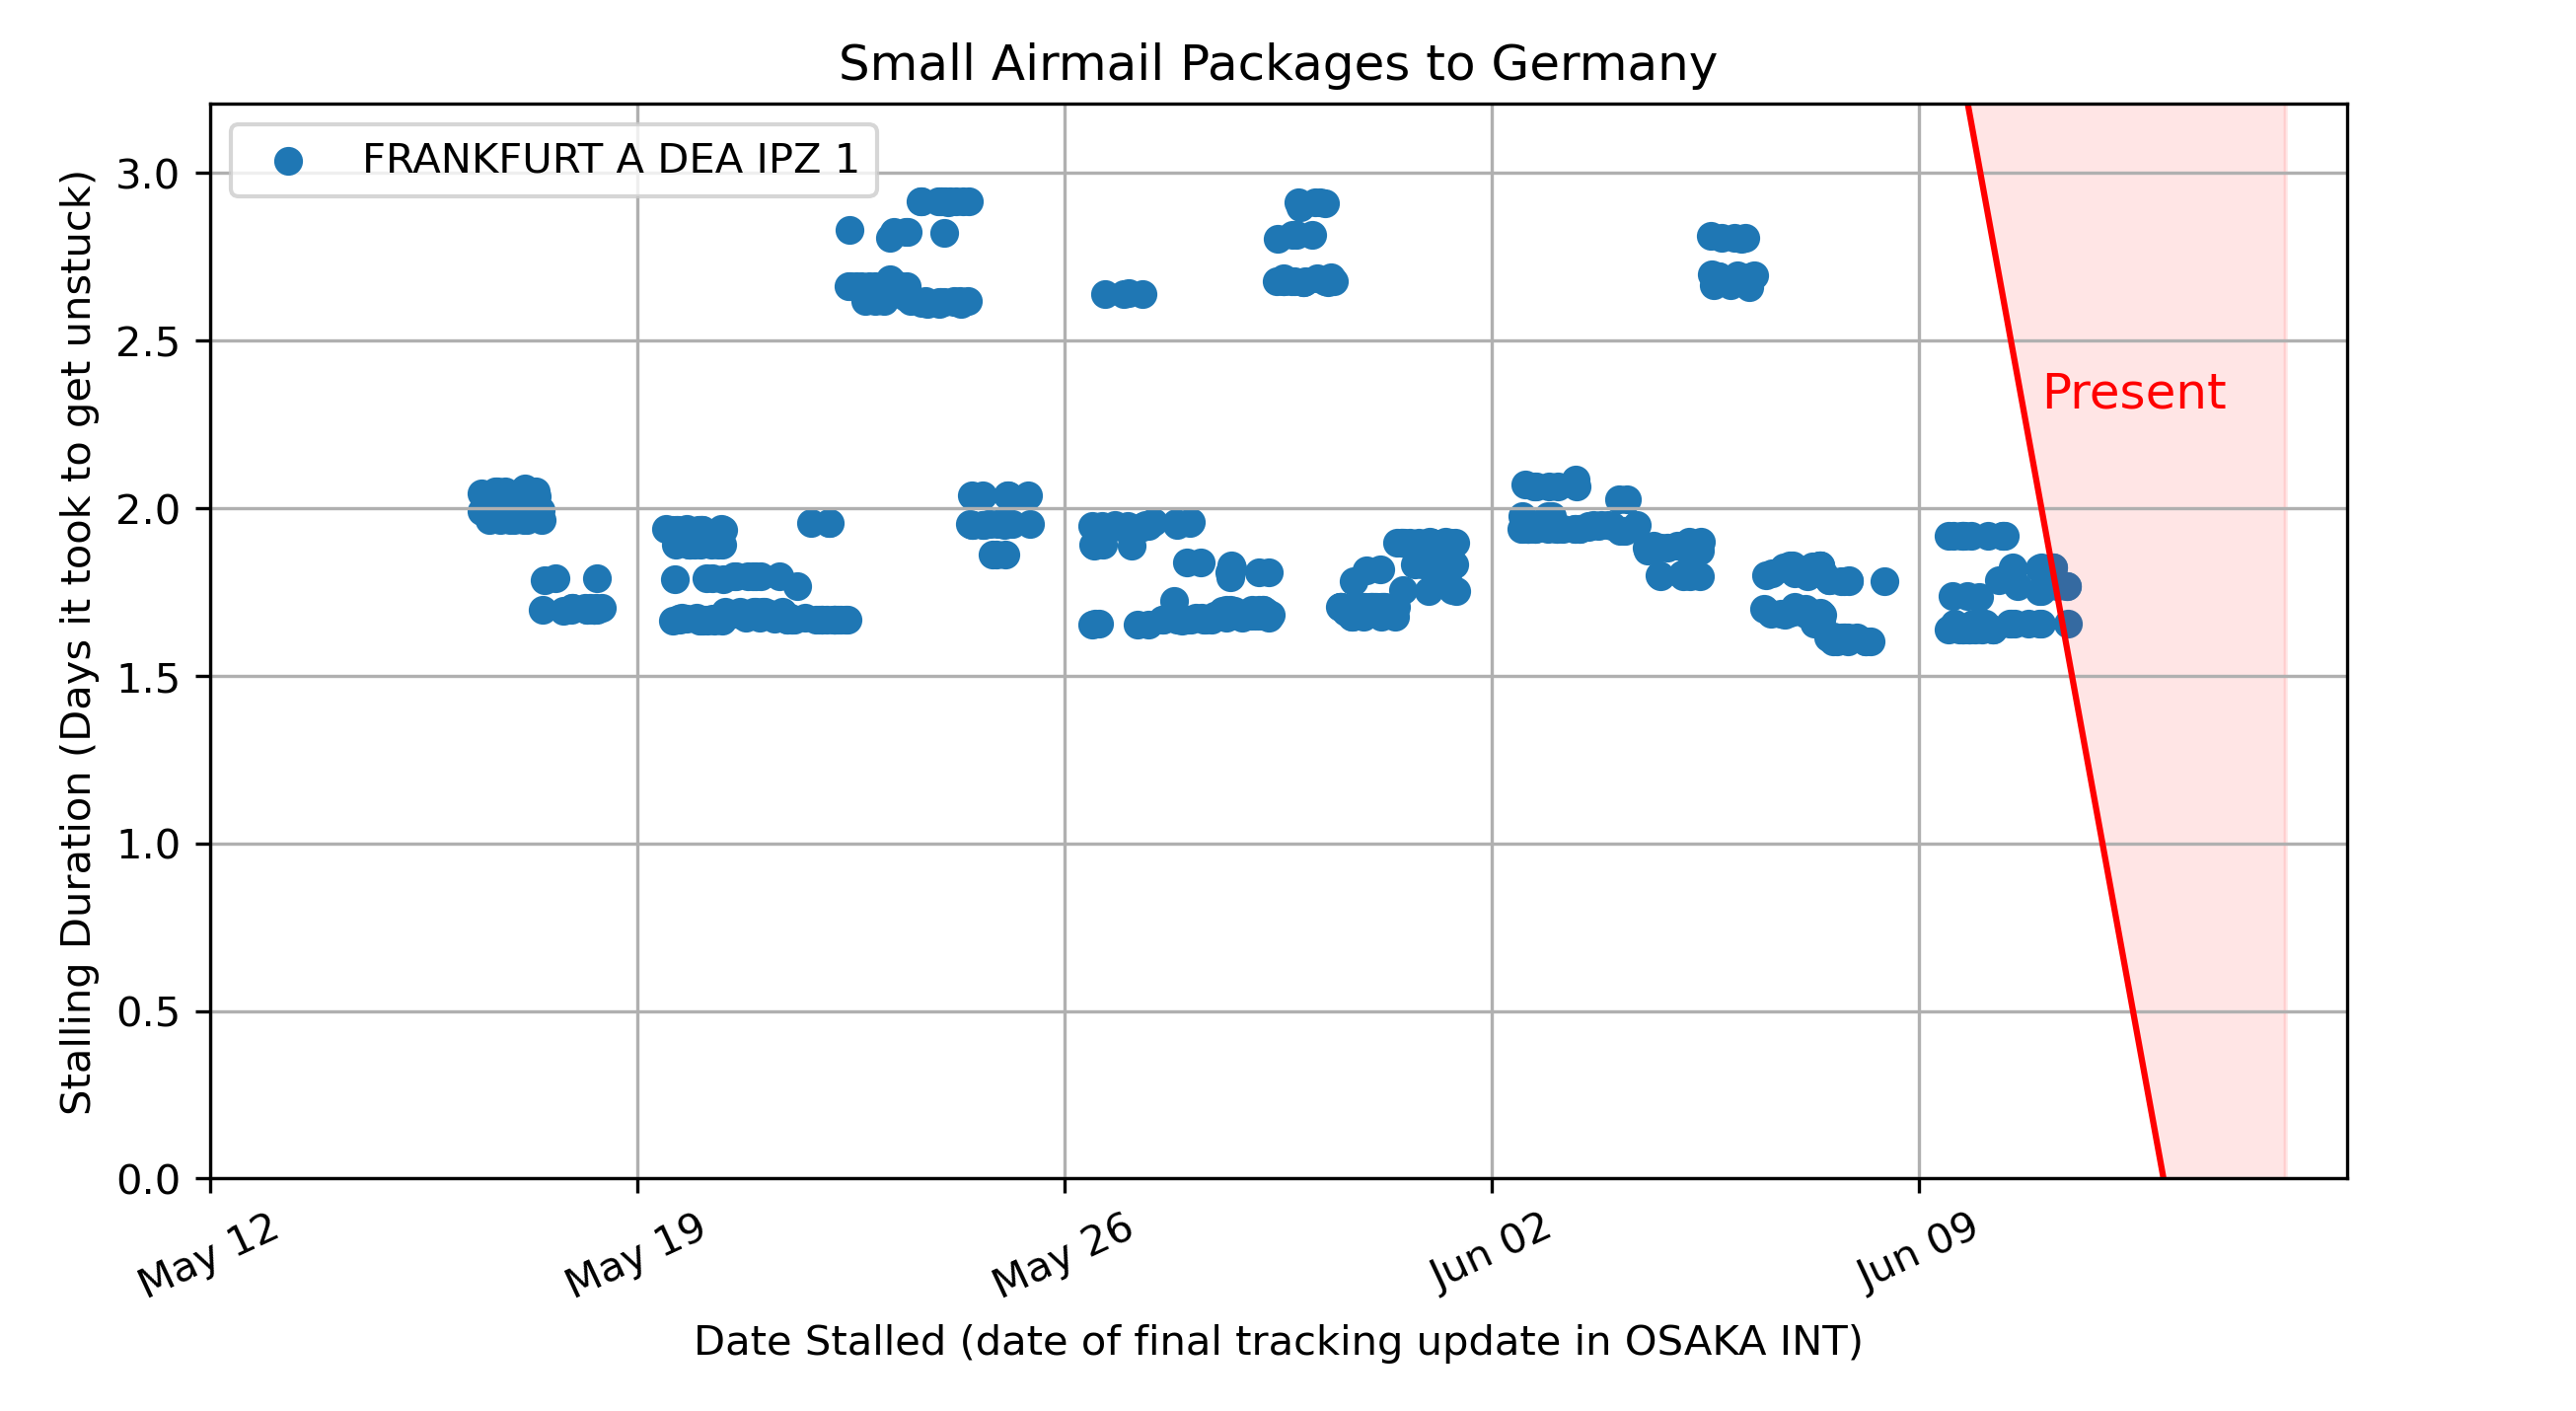 Small Airmail Packages to Germany
FRANKFURT A DEA IPZ 1
Stalling Duration (Days it took to get unstuck)
3.0
2.5
2.0
1.5
1.0
0.5
0.0
Present
May 12
May 19
May 26
Jun 02
Jun 09
Date Stalled (date of final tracking update in OSAKA INT)